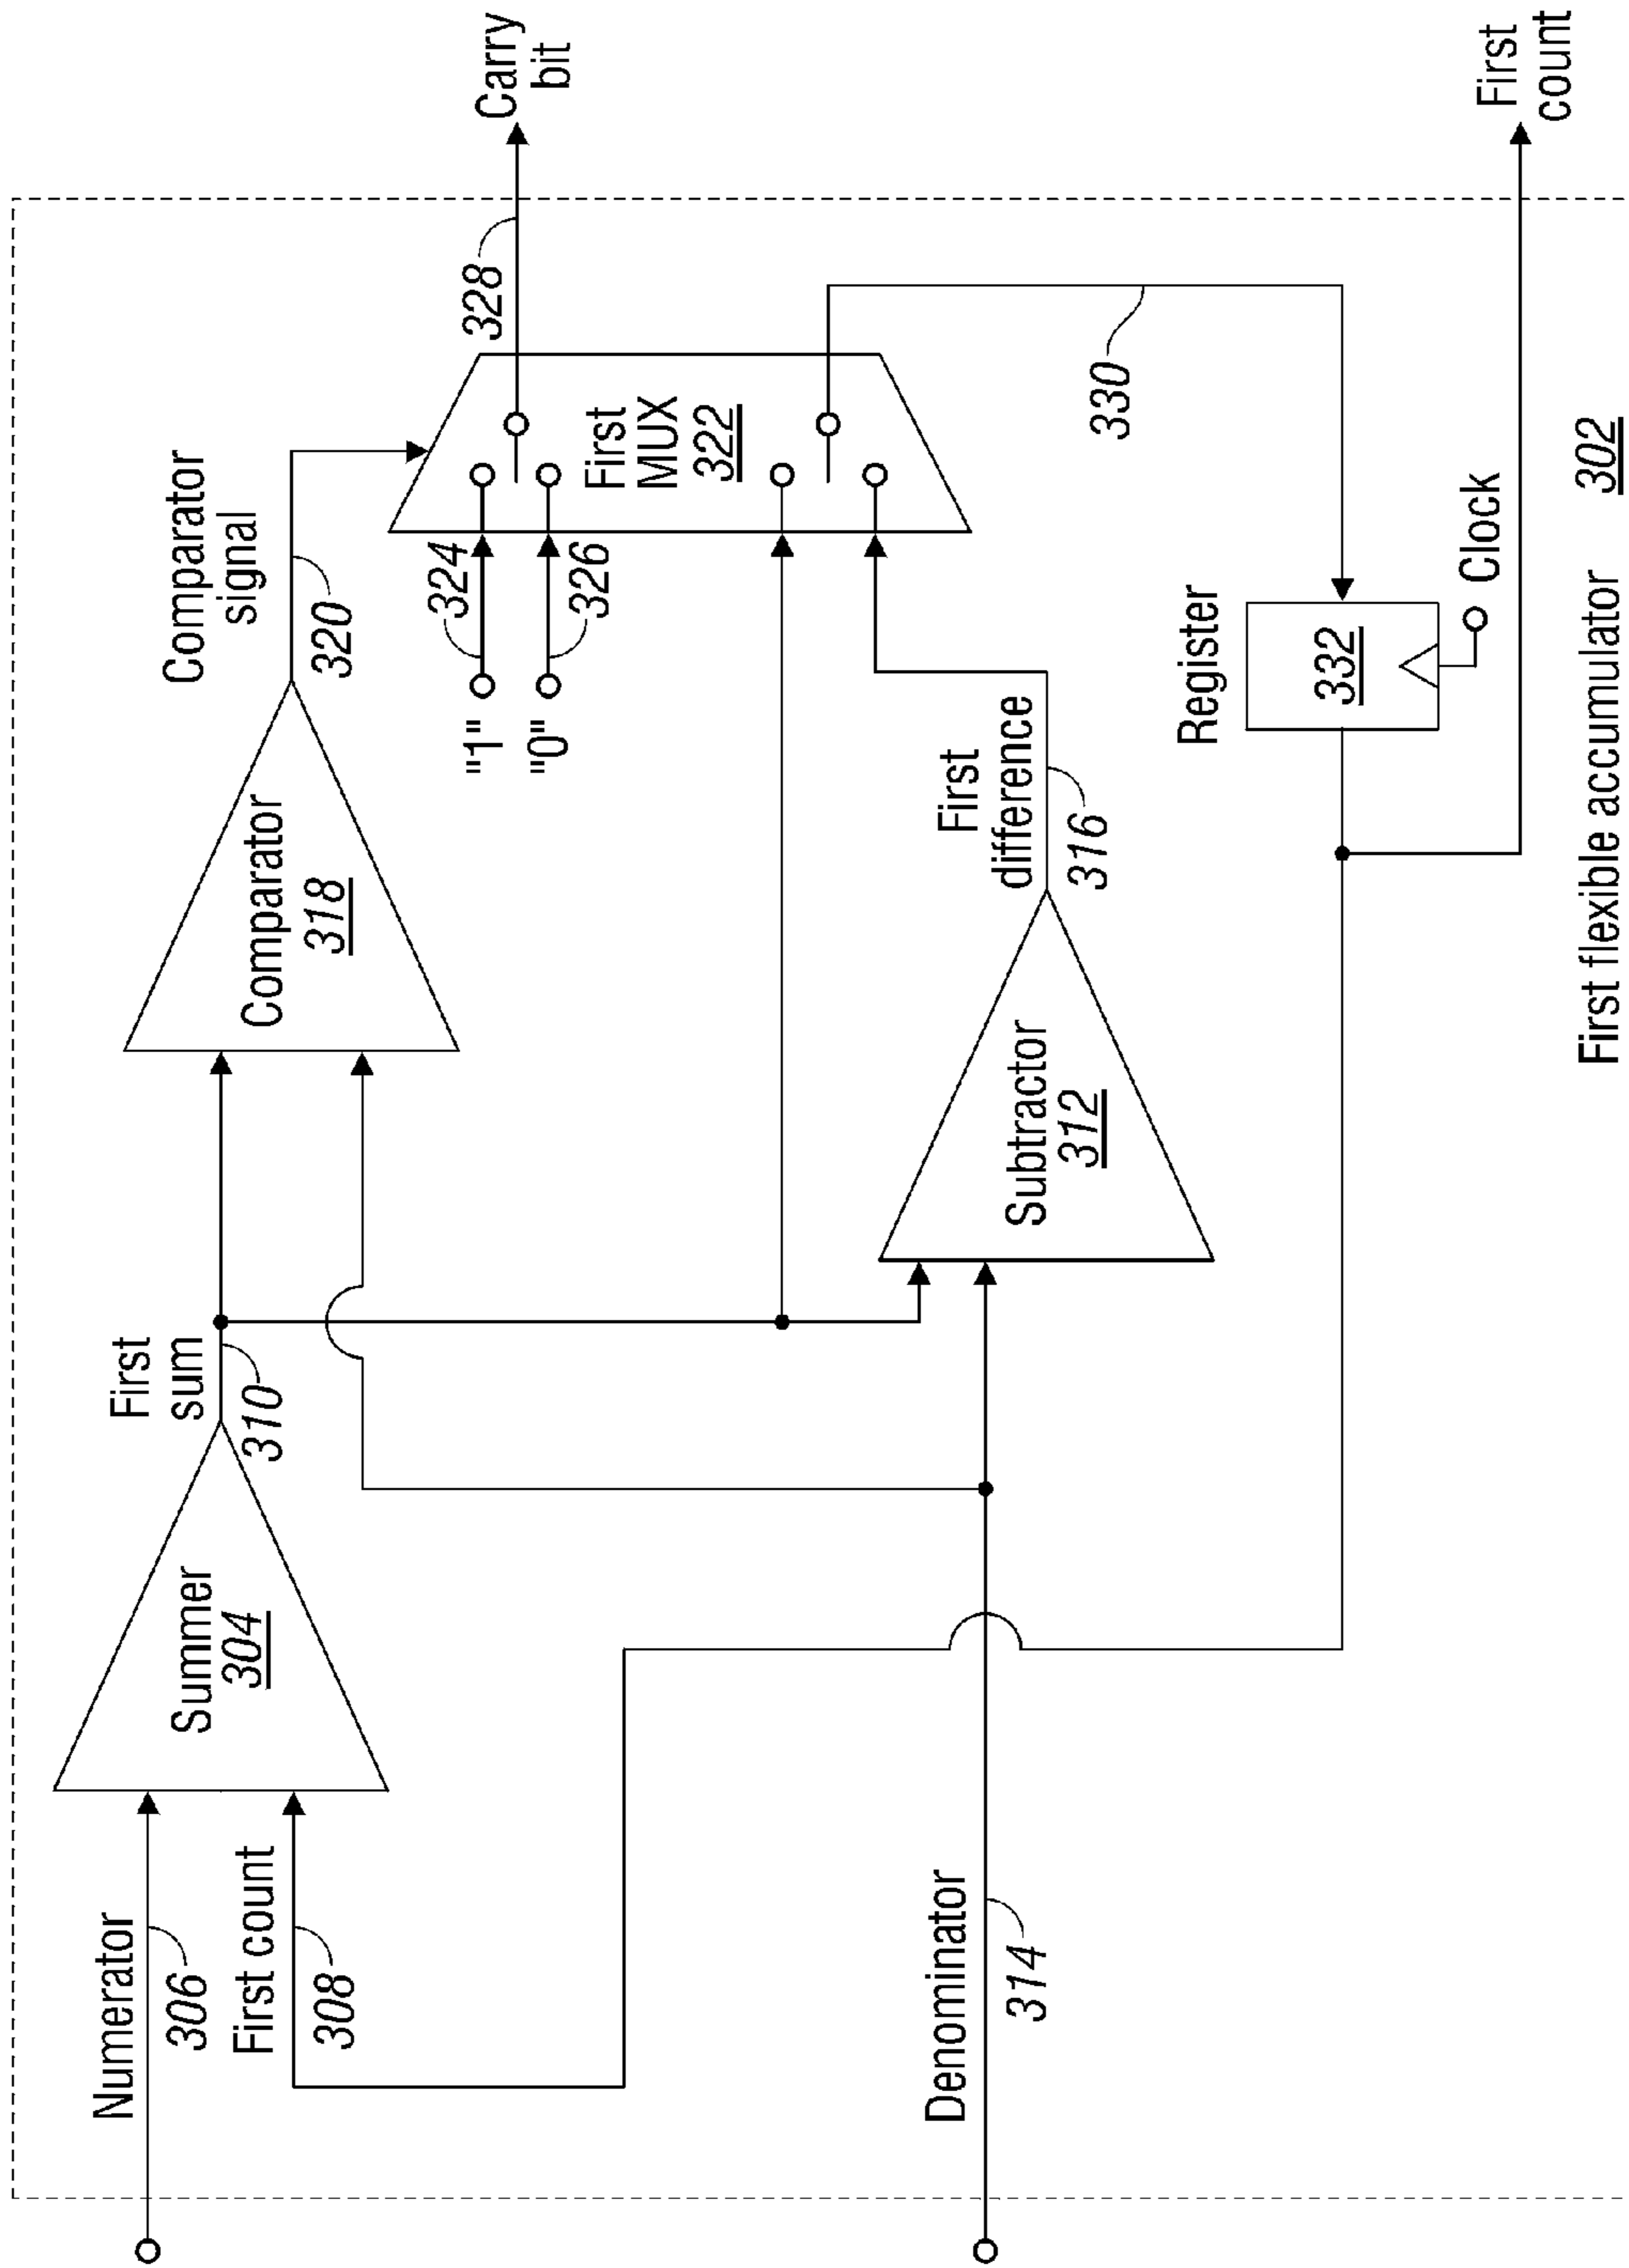 Numerator
306
First count
308
Summer
304
First
sum
310
Comparator
318
Comparator
signal
320
"1"
324
"0"
326
First
MUX
322
328
Carry
bit
Denominator
314
Subtractor
312
First
difference
316
330
Register
332
Clock
First
count
First flexible accumulator 302